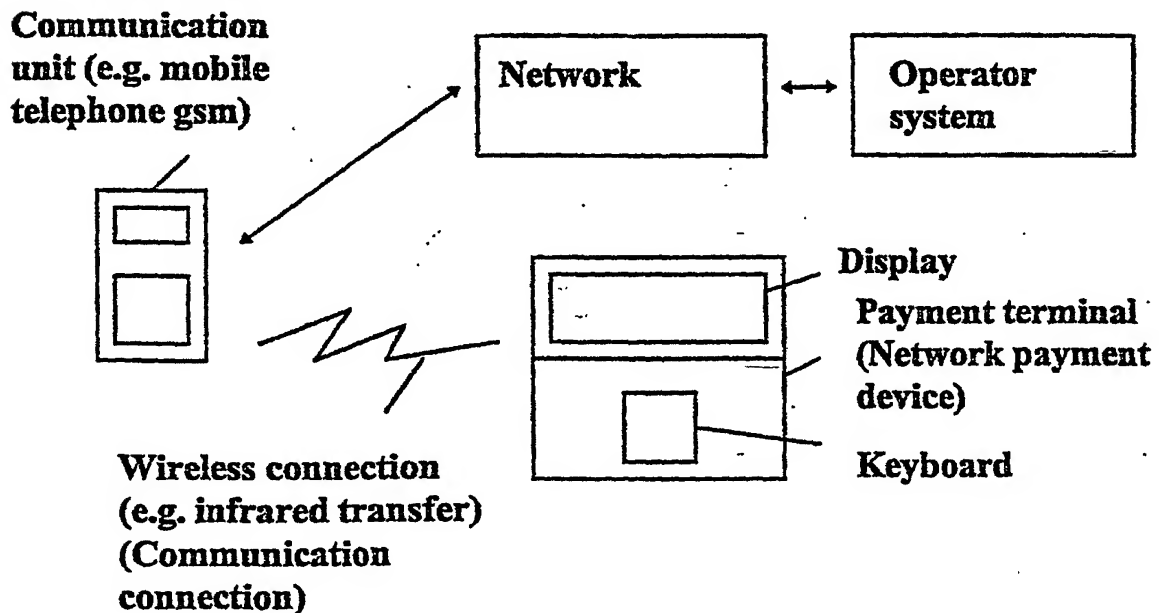 Communication
unit (e.g. mobile
telephone gsm)
Network
Operator
system
Display
Payment terminal
(Network payment
device)
Keyboard
Wireless connection
(e.g. infrared transfer)
(Communication
connection)